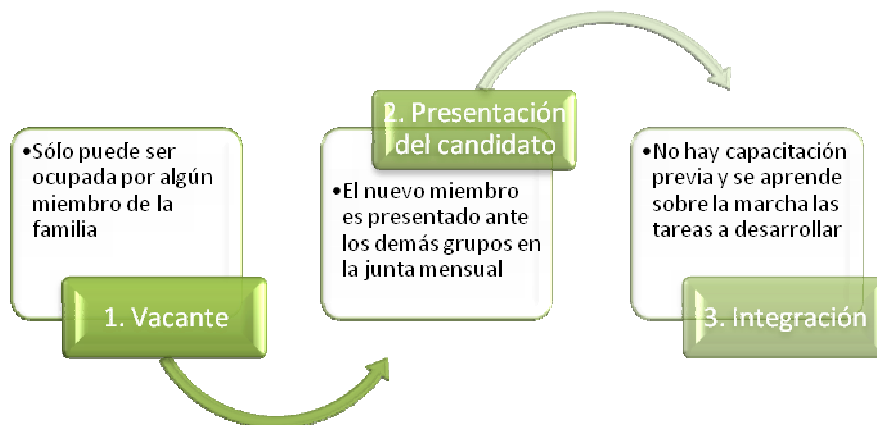 •Sólo puede ser
ocupada por algún
miembro de la
familia
1. Vacante
2. Presentación
del candidato
•El nuevo miembro
es presentado ante
los demás grupos en
la junta mensual
•No hay capacitación
previa y se aprende
sobre la marcha las
tareas a desarrollar
3. Integración